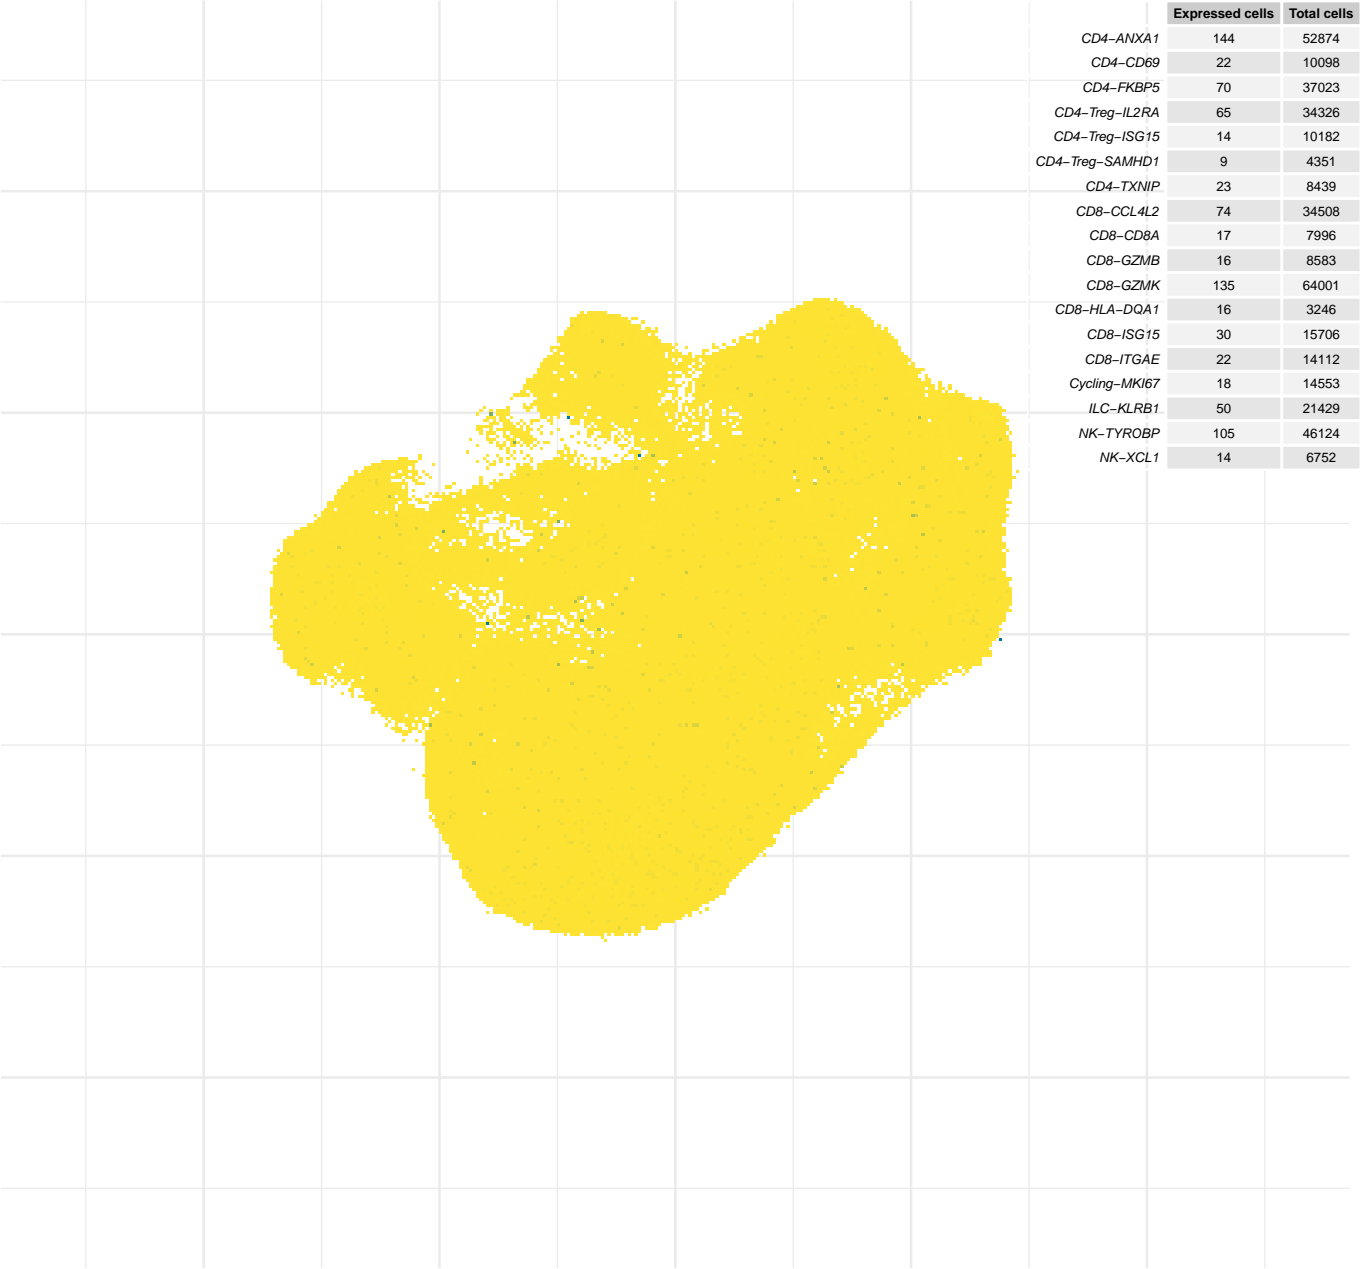 Expressed cells Total cells
CD4−ANXA1 144 52874
CD4−CD69 22 10098
CD4−FKBP5 70 37023
CD4−Treg−IL2RA 65 34326
CD4−Treg−ISG15 14 10182
CD4−Treg−SAMHD1 9 4351
CD4−TXNIP 23 8439
CD8−CCL4L2 74 34508
CD8−CD8A 17 7996
CD8−GZMB 16 8583
CD8−GZMK 135 64001
CD8−HLA−DQA1 16 3246
CD8−ISG15 30 15706
CD8−ITGAE 22 14112
Cycling−MKI67 18 14553
ILC−KLRB1 50 21429
NK−TYROBP 105 46124
NK−XCL1 14 6752